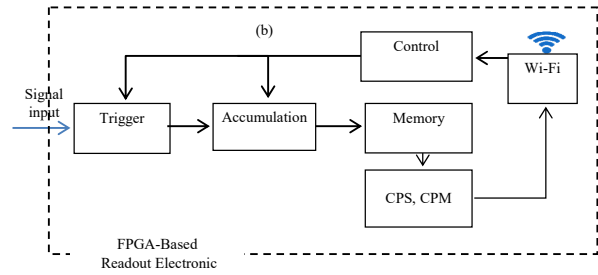 (b)
Control
Wi-Fi
Signal
input
Trigger
Accumulation
Memory
CPS, CPM
FPGA-Based
Readout Electronic